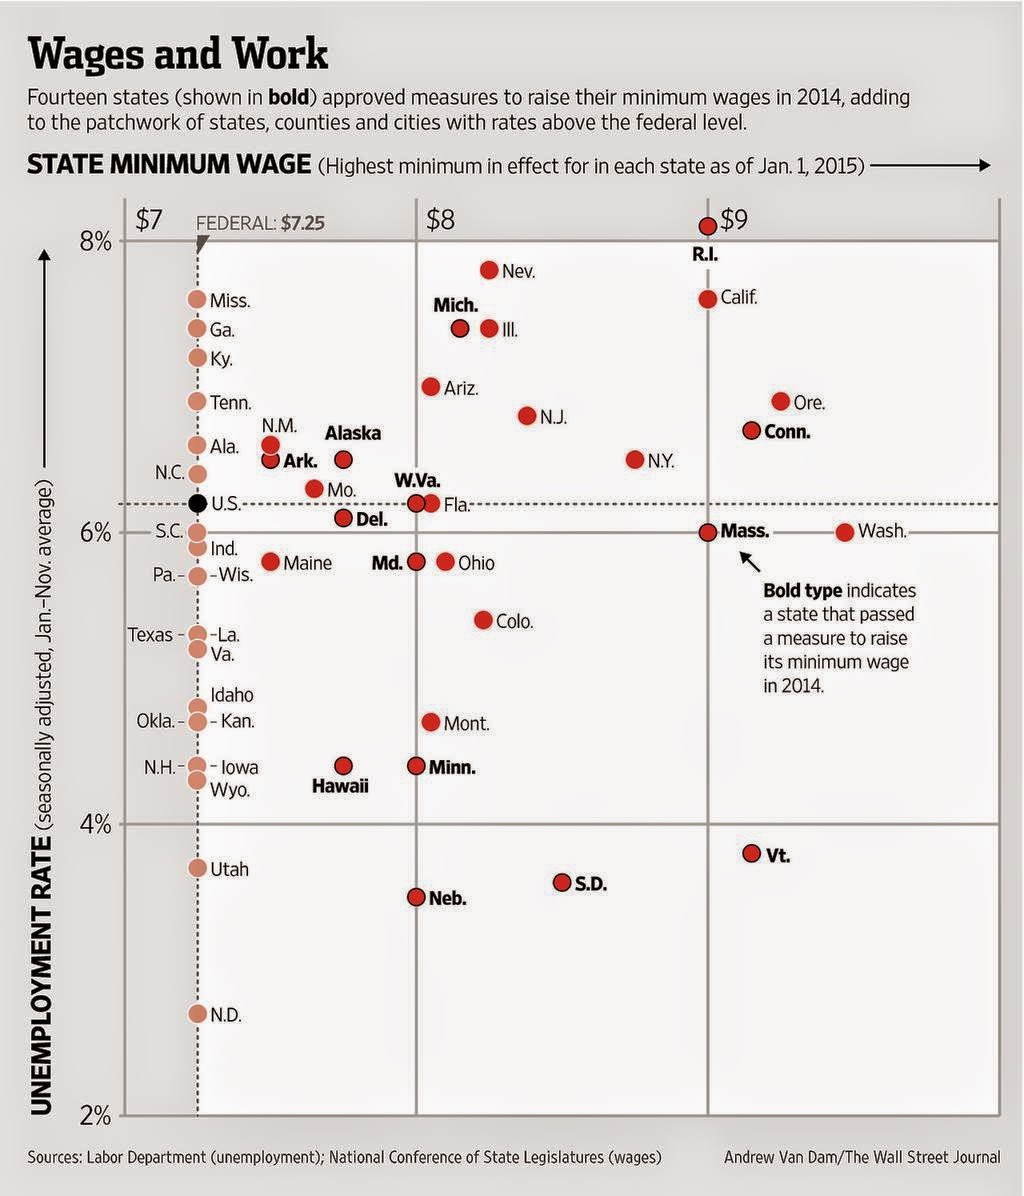 Wages and Work
Fourteen states (shown in bold) approved measures to raise their minimum wages in 2014, adding
to the patchwork of states, counties and cities with rates above the federal level.
STATE MINIMUM WAGE (Highest minimum in effect for in each state as of Jan. 1, 2015)
$7
FEDERAL: $7.25
$8
$9
8%
R.I.
Nev.
Miss.
Mich.
Calif.
Ga.
Ill.
Ky.
Ariz.
Tenn.
Ore.
N.J.
N.M.
Alaska
Conn.
Ala.
Ark.
N.Y.
N.C.
W.Va.
Mo.
U.S.
Fla.
Del.
6%
S.C.
Mass.
Wash.
Ind.
Maine
Md.
Ohio
Pa.
Wis.
Bold type indicates
a state that passed
a measure to raise
its minimum wage
in 2014.
Colo.
Texas
La.
Va.
Idaho
Okla.
Kan.
Mont.
N.H.
Iowa
Minn.
Hawaii
Wyo.
4%
Vt.
Utah
S.D.
Neb.
N.D.
2%
UNEMPLOYMENT RATE (seasonally adjusted, Jan.–Nov. average)
Sources: Labor Department (unemployment); National Conference of State Legislatures (wages)
Andrew Van Dam/The Wall Street Journal